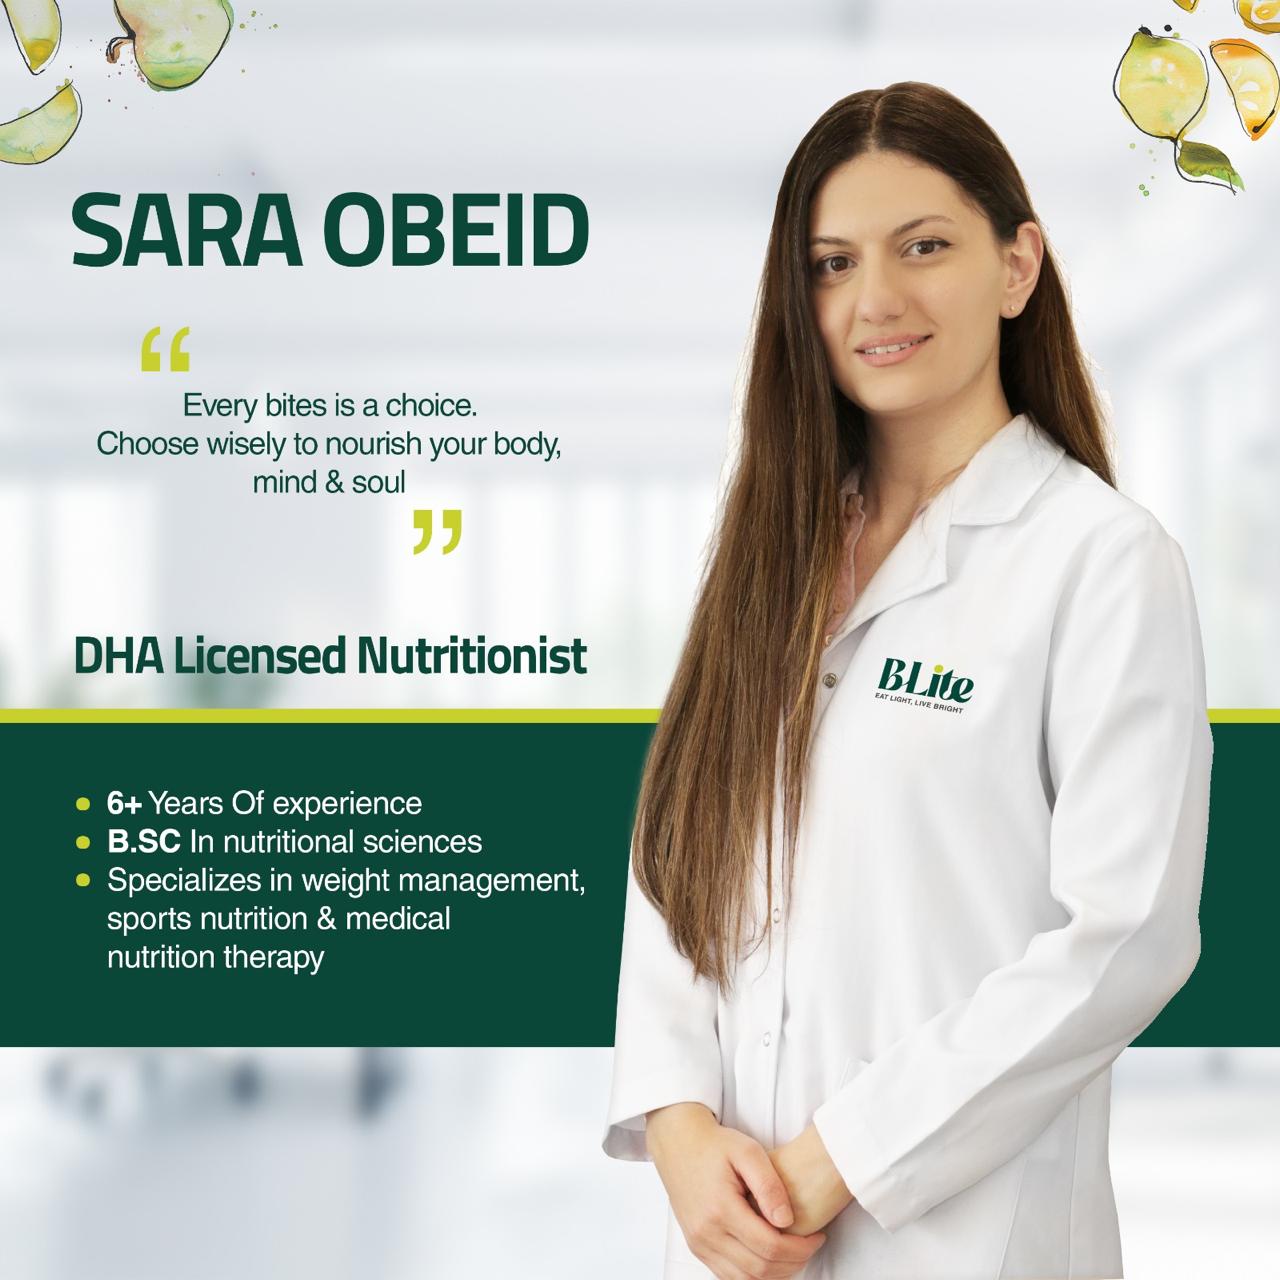 SARA OBEID
“
Every bites is a choice.
Choose wisely to nourish your body,
mind & soul
”
DHA Licensed Nutritionist
BLite
EAT LIGHT, LIVE BRIGHT
• 6+ Years Of experience
• B.SC In nutritional sciences
• Specializes in weight management,
sports nutrition & medical
nutrition therapy